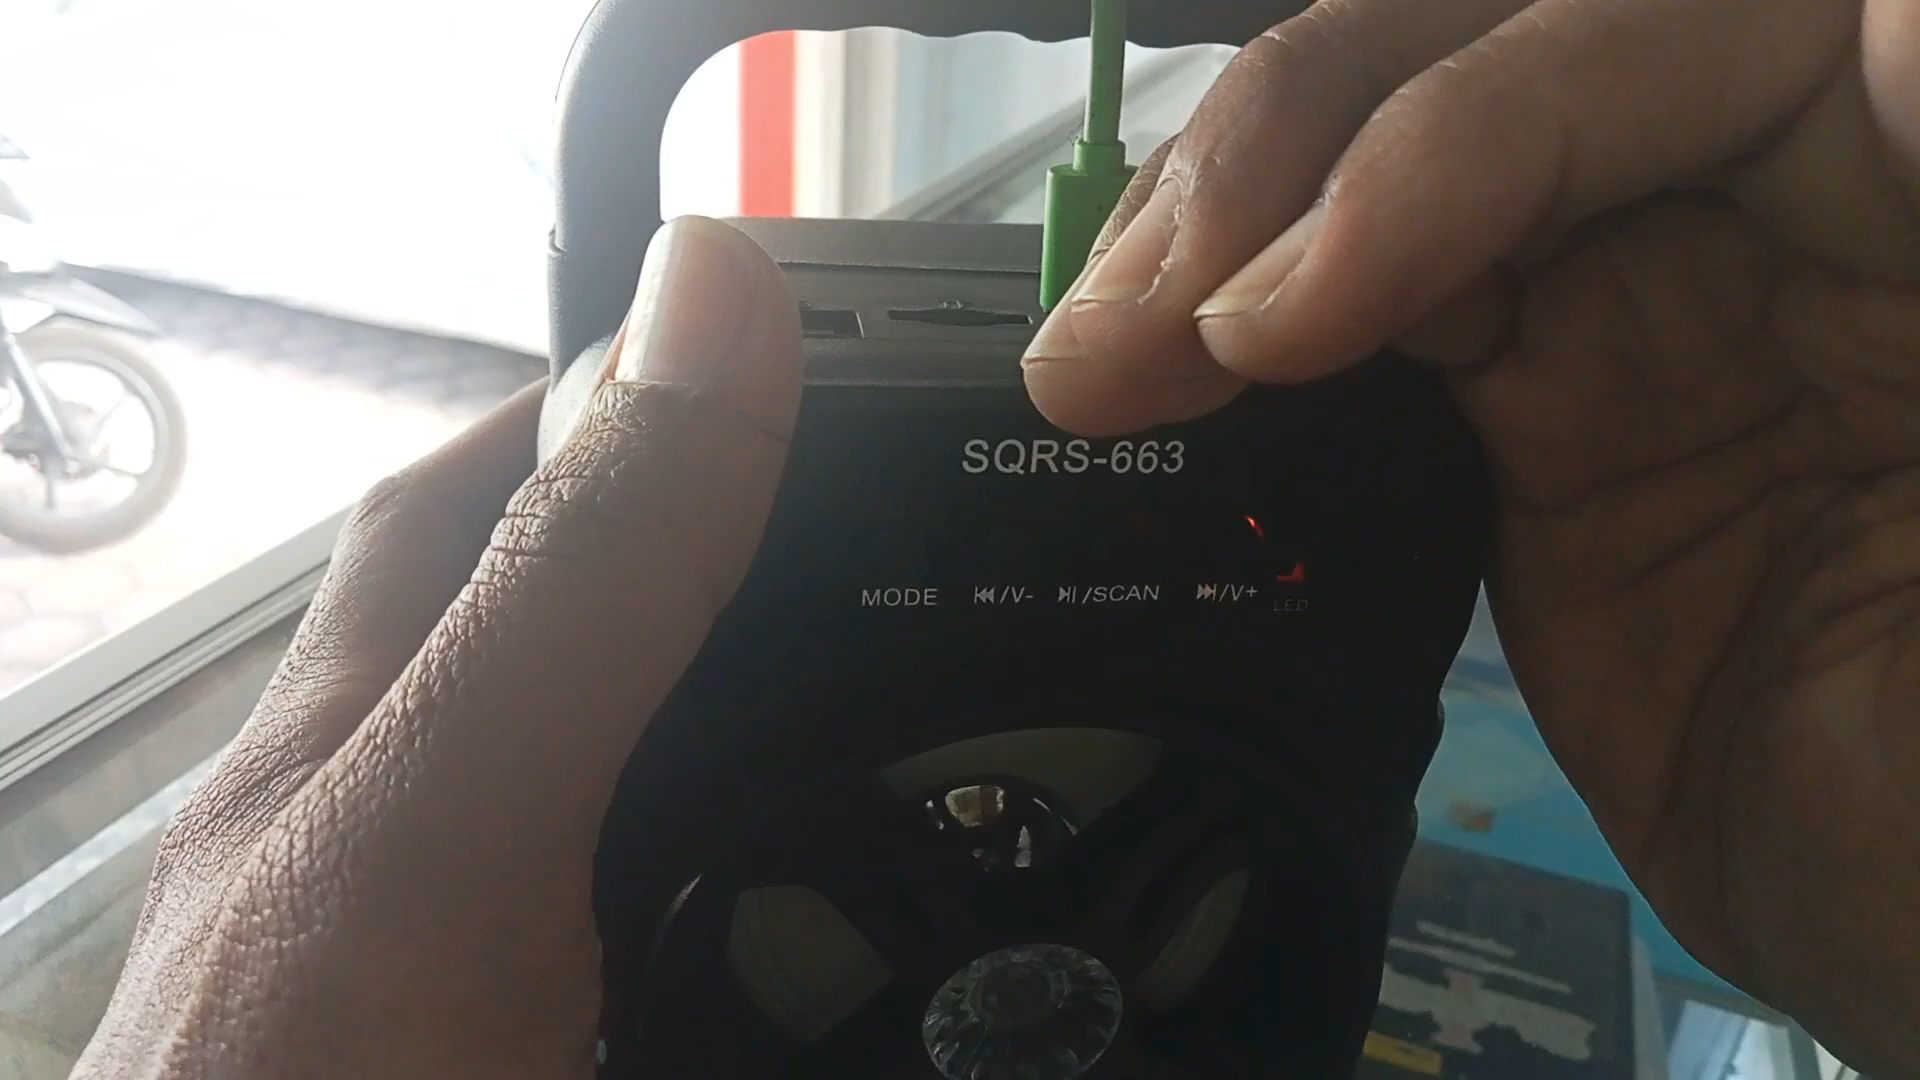 SQRS-663
MODE ⏮/V- ⏯/SCAN ⏭/V+ LED